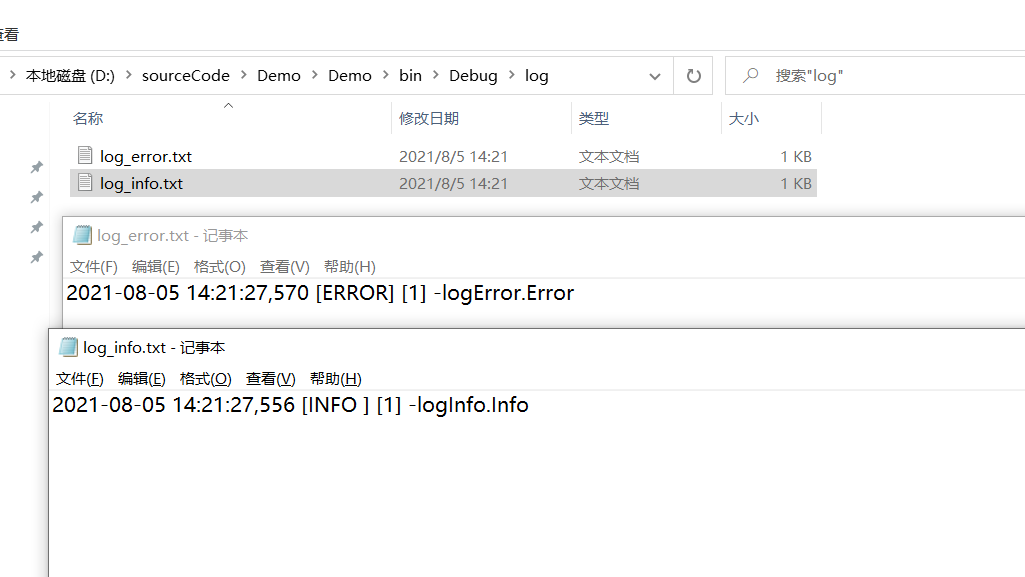 查看
本地磁盘 (D:) > sourceCode > Demo > Demo > bin > Debug > log
搜索"log"
名称 修改日期 类型 大小
log_error.txt 2021/8/5 14:21 文本文档 1 KB
log_info.txt 2021/8/5 14:21 文本文档 1 KB
log_error.txt - 记事本
文件(F) 编辑(E) 格式(O) 查看(V) 帮助(H)
2021-08-05 14:21:27,570 [ERROR] [1] -logError.Error
log_info.txt - 记事本
文件(F) 编辑(E) 格式(O) 查看(V) 帮助(H)
2021-08-05 14:21:27,556 [INFO ] [1] -logInfo.Info